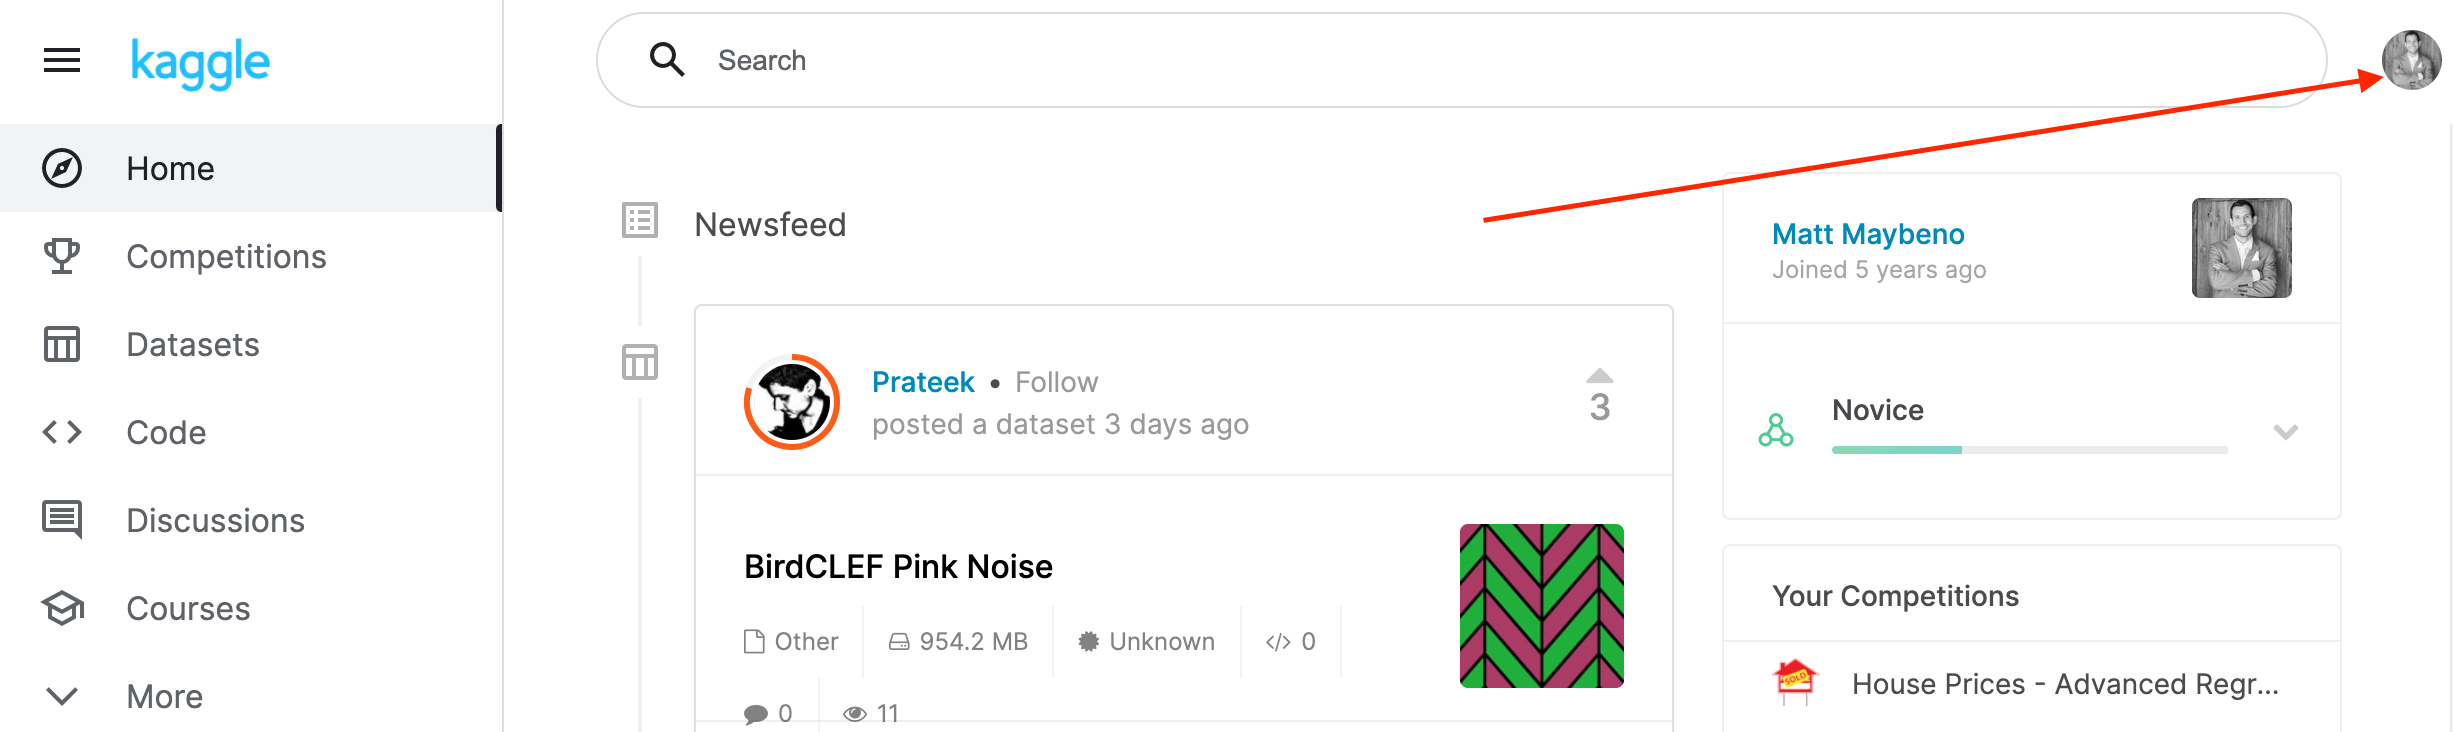 kaggle
Search
Home
Competitions
Datasets
Code
Discussions
Courses
More
Newsfeed
Prateek • Follow
posted a dataset 3 days ago
3
BirdCLEF Pink Noise
Other
954.2 MB
Unknown
</> 0
0
11
Matt Maybeno
Joined 5 years ago
Novice
Your Competitions
SOLD
House Prices - Advanced Regr...